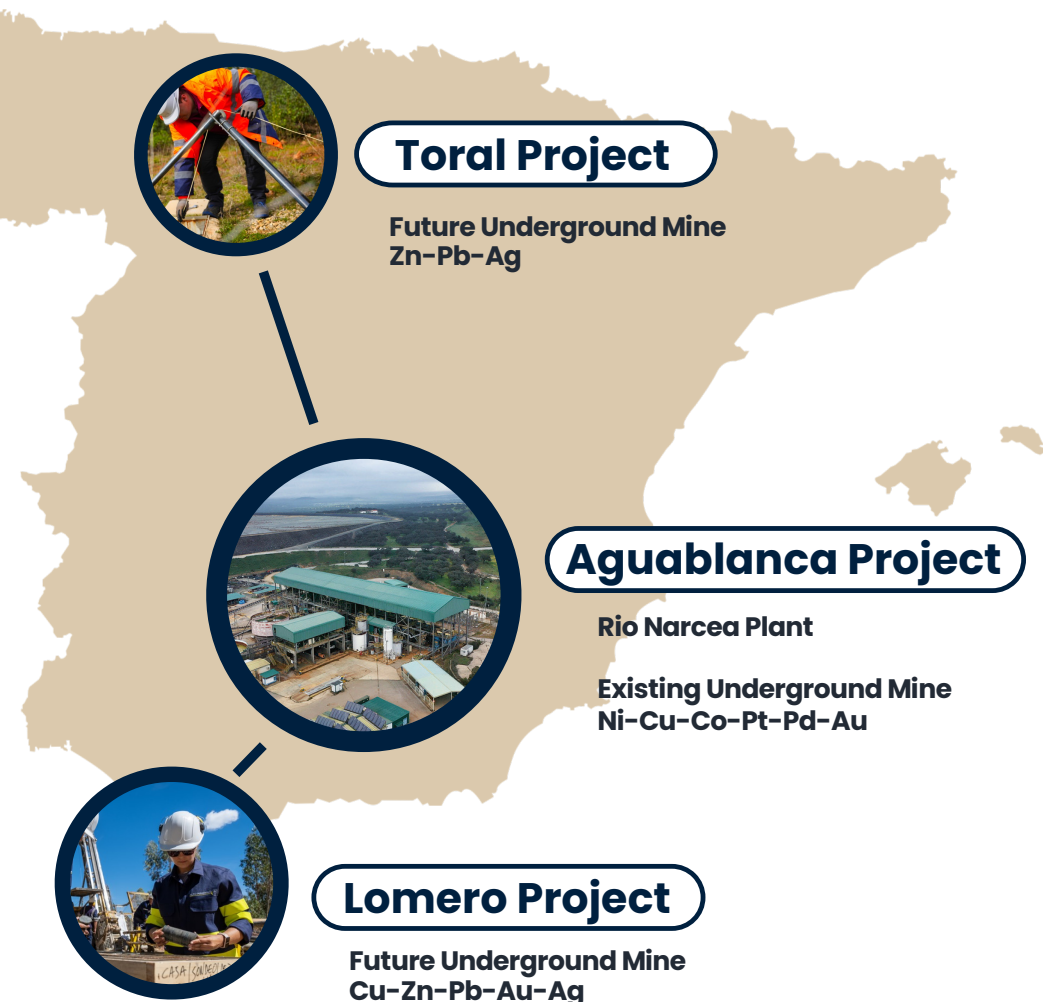 Toral Project
Future Underground Mine
Zn-Pb-Ag
Aguablanca Project
Rio Narcea Plant
Existing Underground Mine
Ni-Cu-Co-Pt-Pd-Au
Lomero Project
Future Underground Mine
Cu-Zn-Pb-Au-Ag
CASA